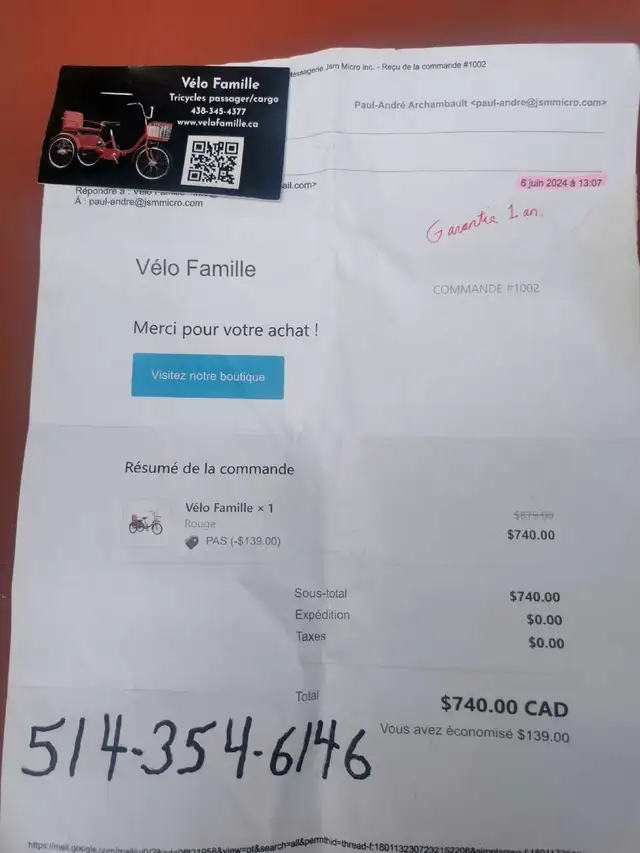 Messagerie Jam Micro inc. - Reçu de la commande #1002
Vélo Famille
Tricycles passager/cargo
438-345-4377
www.velofamille.ca
Paul-André Archambault <paul-andre@jsmmicro.com>
6 juin 2024 à 13:07
Répondre à : Vélo Famille ail.com>
À : paul-andre@jsmmicro.com
Garantie 1 an.
Vélo Famille
COMMANDE #1002
Merci pour votre achat !
Visitez notre boutique
Résumé de la commande
Vélo Famille × 1
Rouge
PAS (-$139.00)
$879.00
$740.00
Sous-total $740.00
Expédition $0.00
Taxes $0.00
Total $740.00 CAD
Vous avez économisé $139.00
514-354-6146